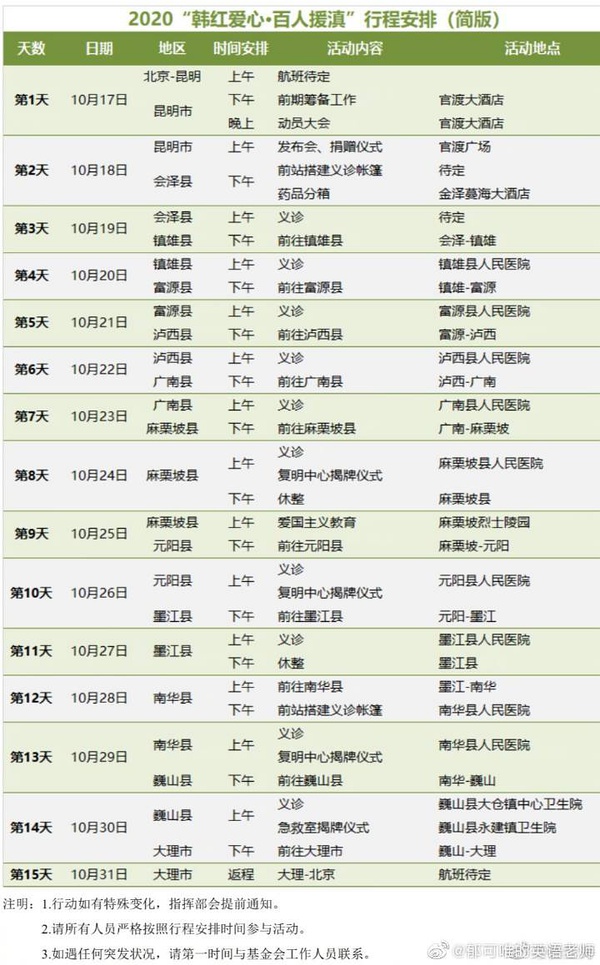 2020“韩红爱心·百人援滇”行程安排（简版）
天数 日期 地区 时间安排 活动内容 活动地点
第1天 10月17日 北京-昆明 上午 航班待定
昆明市 下午 前期筹备工作 官渡大酒店
晚上 动员大会 官渡大酒店
第2天 10月18日 昆明市 上午 发布会、捐赠仪式 官渡广场
会泽县 下午 前站搭建义诊帐篷 待定
药品分箱 金泽蔓海大酒店
第3天 10月19日 会泽县 上午 义诊 待定
镇雄县 下午 前往镇雄县 会泽-镇雄
第4天 10月20日 镇雄县 上午 义诊 镇雄县人民医院
富源县 下午 前往富源县 镇雄-富源
第5天 10月21日 富源县 上午 义诊 富源县人民医院
泸西县 下午 前往泸西县 富源-泸西
第6天 10月22日 泸西县 上午 义诊 泸西县人民医院
广南县 下午 前往广南县 泸西-广南
第7天 10月23日 广南县 上午 义诊 广南县人民医院
麻栗坡县 下午 前往麻栗坡县 广南-麻栗坡
第8天 10月24日 麻栗坡县 上午 义诊 麻栗坡县人民医院
复明中心揭牌仪式
下午 休整 麻栗坡县
第9天 10月25日 麻栗坡县 上午 爱国主义教育 麻栗坡烈士陵园
元阳县 下午 前往元阳县 麻栗坡-元阳
第10天 10月26日 元阳县 上午 义诊 元阳县人民医院
复明中心揭牌仪式
墨江县 下午 前往墨江县 元阳-墨江
第11天 10月27日 墨江县 上午 义诊 墨江县人民医院
下午 休整 墨江县
第12天 10月28日 南华县 上午 前往南华县 墨江-南华
下午 前站搭建义诊帐篷 南华县人民医院
第13天 10月29日 南华县 上午 义诊 南华县人民医院
复明中心揭牌仪式
巍山县 下午 前往巍山县 南华-巍山
第14天 10月30日 巍山县 上午 义诊 巍山县大仓镇中心卫生院
急救室揭牌仪式 巍山县永建镇卫生院
大理市 下午 前往大理市 巍山-大理
第15天 10月31日 大理市 返程 大理-北京 航班待定
注明：1.行动如有特殊变化，指挥部会提前通知。
2.请所有人员严格按照行程安排时间参与活动。
3.如遇任何突发状况，请第一时间与基金会工作人员联系。
@郁可唯的英语老师